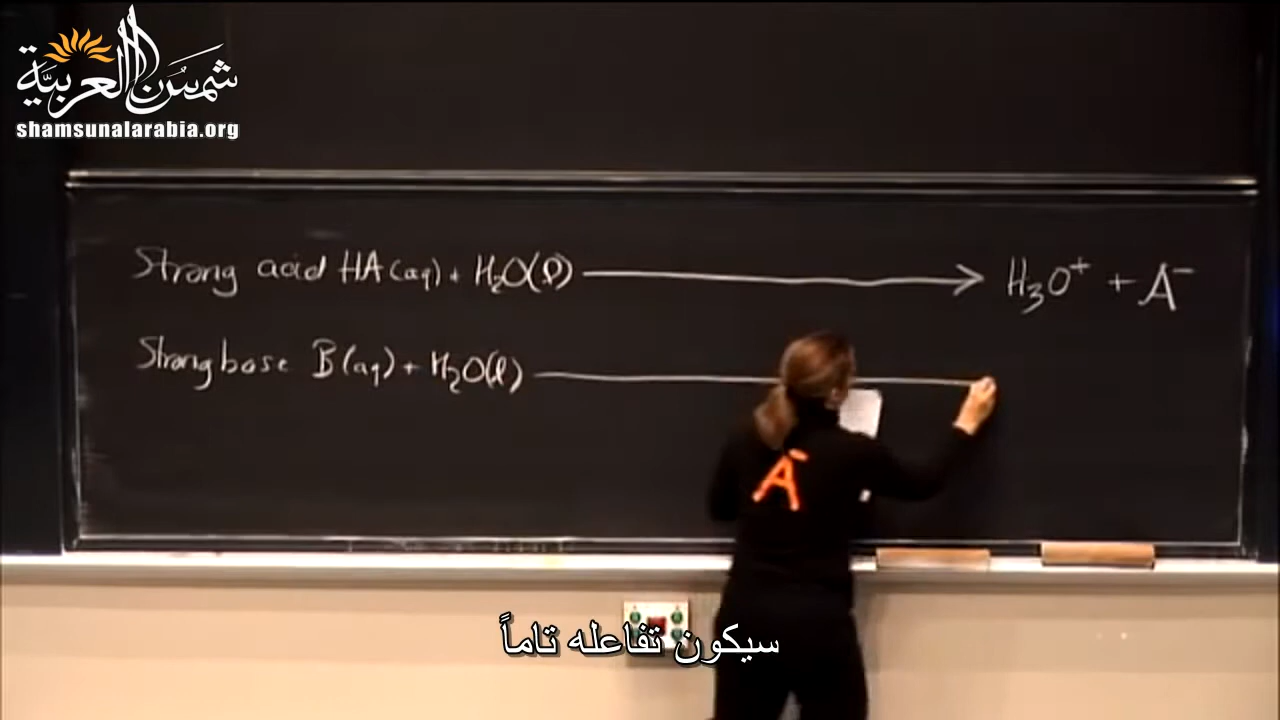 شمس العربية
shamsunalarabia.org
Strong acid HA(aq) + H₂O(l) ⟶ H₃O⁺ + A⁻
Strong base B(aq) + H₂O(l) ⟶
A⁻
سيكون تفاعله تاماً